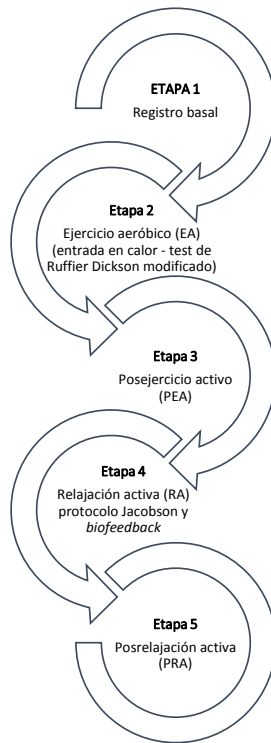 ETAPA 1
Registro basal
Etapa 2
Ejercicio aeróbico (EA)
(entrada en calor - test de
Ruffier Dickson modificado)
Etapa 3
Posejercicio activo
(PEA)
Etapa 4
Relajación activa (RA)
protocolo Jacobson y
biofeedback
Etapa 5
Posrelajación activa
(PRA)